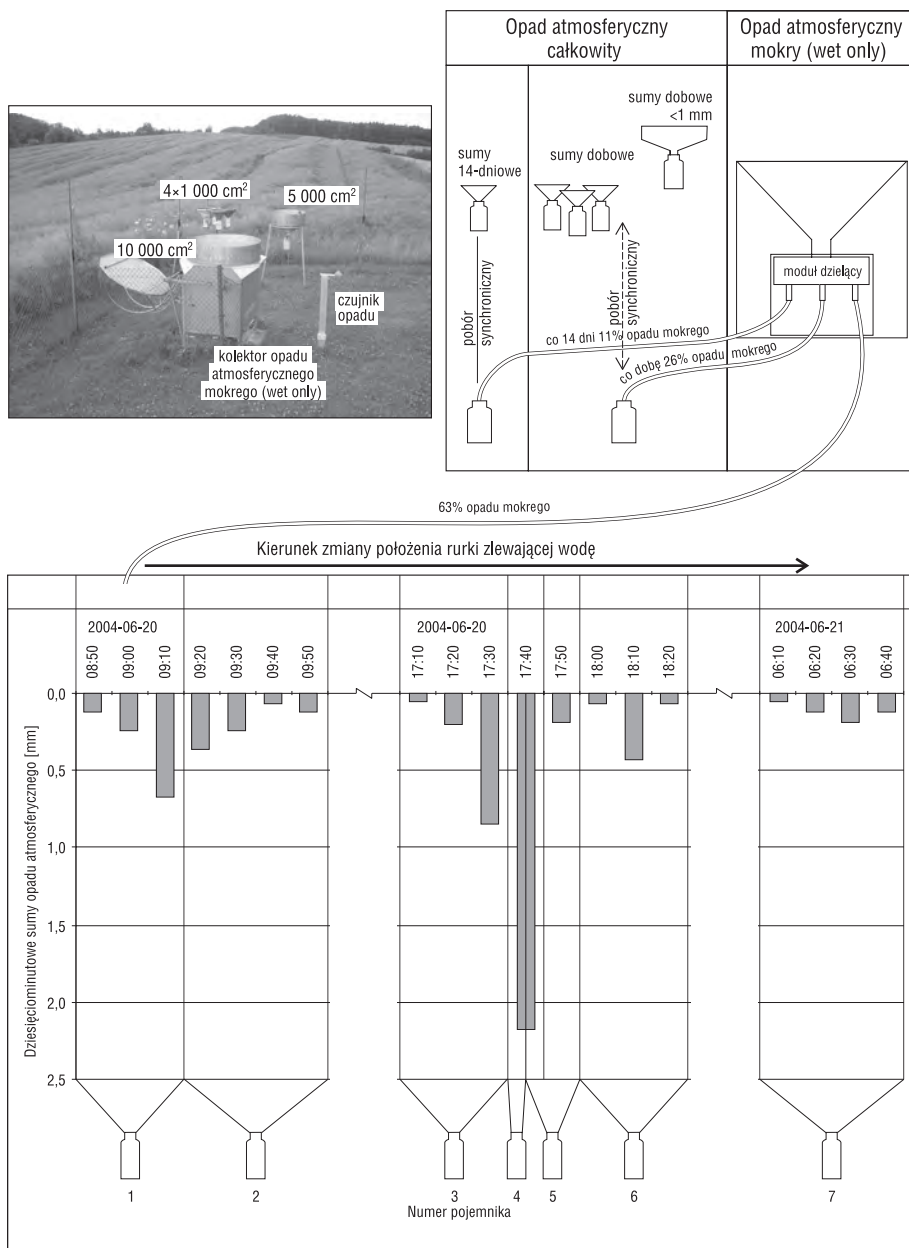 Opad atmosferyczny
całkowity
Opad atmosferyczny
mokry (wet only)
4×1 000 cm²
5 000 cm²
10 000 cm²
czujnik
opadu
kolektor opadu
atmosferycznego
mokrego (wet only)
sumy
14-dniowe
sumy dobowe
sumy dobowe
<1 mm
moduł dzielący
pobór
synchroniczny
pobór
synchroniczny
co 14 dni 11% opadu mokrego
co dobę 26% opadu mokrego
63% opadu mokrego
Kierunek zmiany położenia rurki zlewającej wodę
2004-06-20
2004-06-20
2004-06-21
08:50 09:00 09:10 09:20 09:30 09:40 09:50 17:10 17:20 17:30 17:40 17:50 18:00 18:10 18:20 06:10 06:20 06:30 06:40
Dziesięciominutowe sumy opadu atmosferycznego [mm]
0,0
0,5
1,0
1,5
2,0
2,5
1 2 3 4 5 6 7
Numer pojemnika